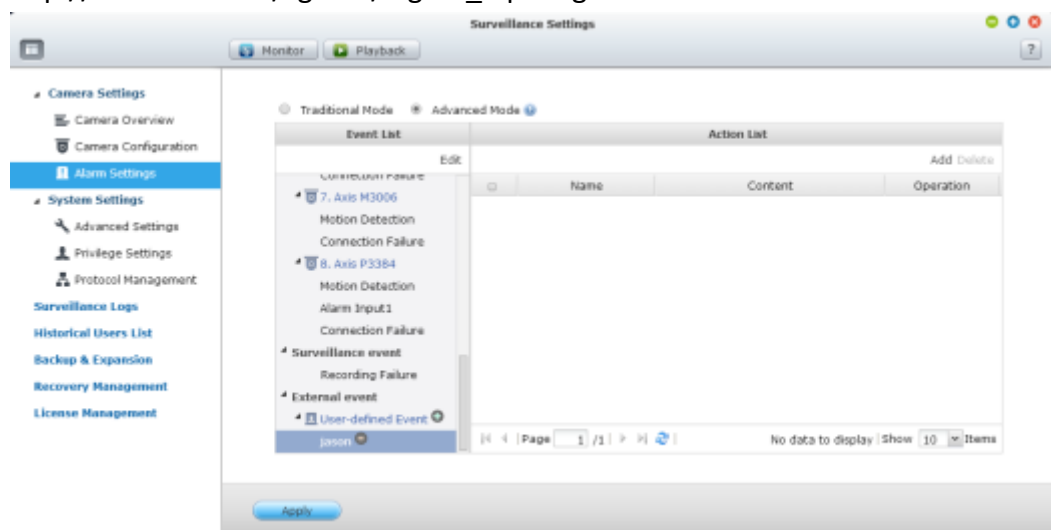 Surveillance Settings
Monitor Playback ?
Camera Settings
Camera Overview
Camera Configuration
Alarm Settings
System Settings
Advanced Settings
Privilege Settings
Protocol Management
Surveillance Logs
Historical Users List
Backup & Expansion
Recovery Management
License Management
Traditional Mode Advanced Mode
Event List
Edit
Connection Failure
7. Axis M3006
Motion Detection
Connection Failure
8. Axis P3384
Motion Detection
Alarm Input1
Connection Failure
Surveillance event
Recording Failure
External event
User-defined Event
jason
Action List
Add Delete
Name Content Operation
Page 1 /1 No data to display Show 10 Items
Apply